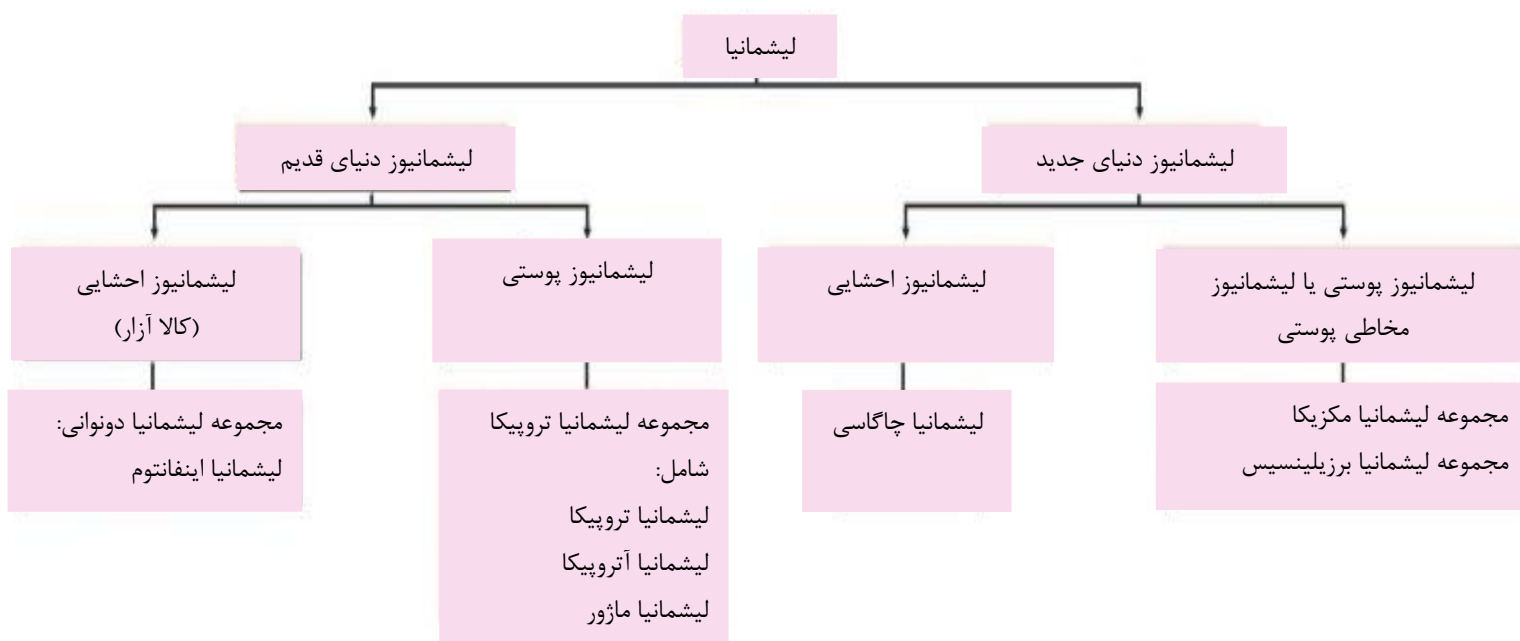 لیشمانیا
لیشمانیوز دنیای جدید
لیشمانیوز دنیای قدیم
لیشمانیوز پوستی یا لیشمانیوز
مخاطی پوستی
لیشمانیوز احشایی
لیشمانیوز پوستی
لیشمانیوز احشایی
(کالا آزار)
مجموعه لیشمانیا مکزیکا
مجموعه لیشمانیا برزیلینسیس
لیشمانیا چاگاسی
مجموعه لیشمانیا تروپیکا
شامل:
لیشمانیا تروپیکا
لیشمانیا آتروپیکا
لیشمانیا ماژور
مجموعه لیشمانیا دونوانی:
لیشمانیا اینفانتوم